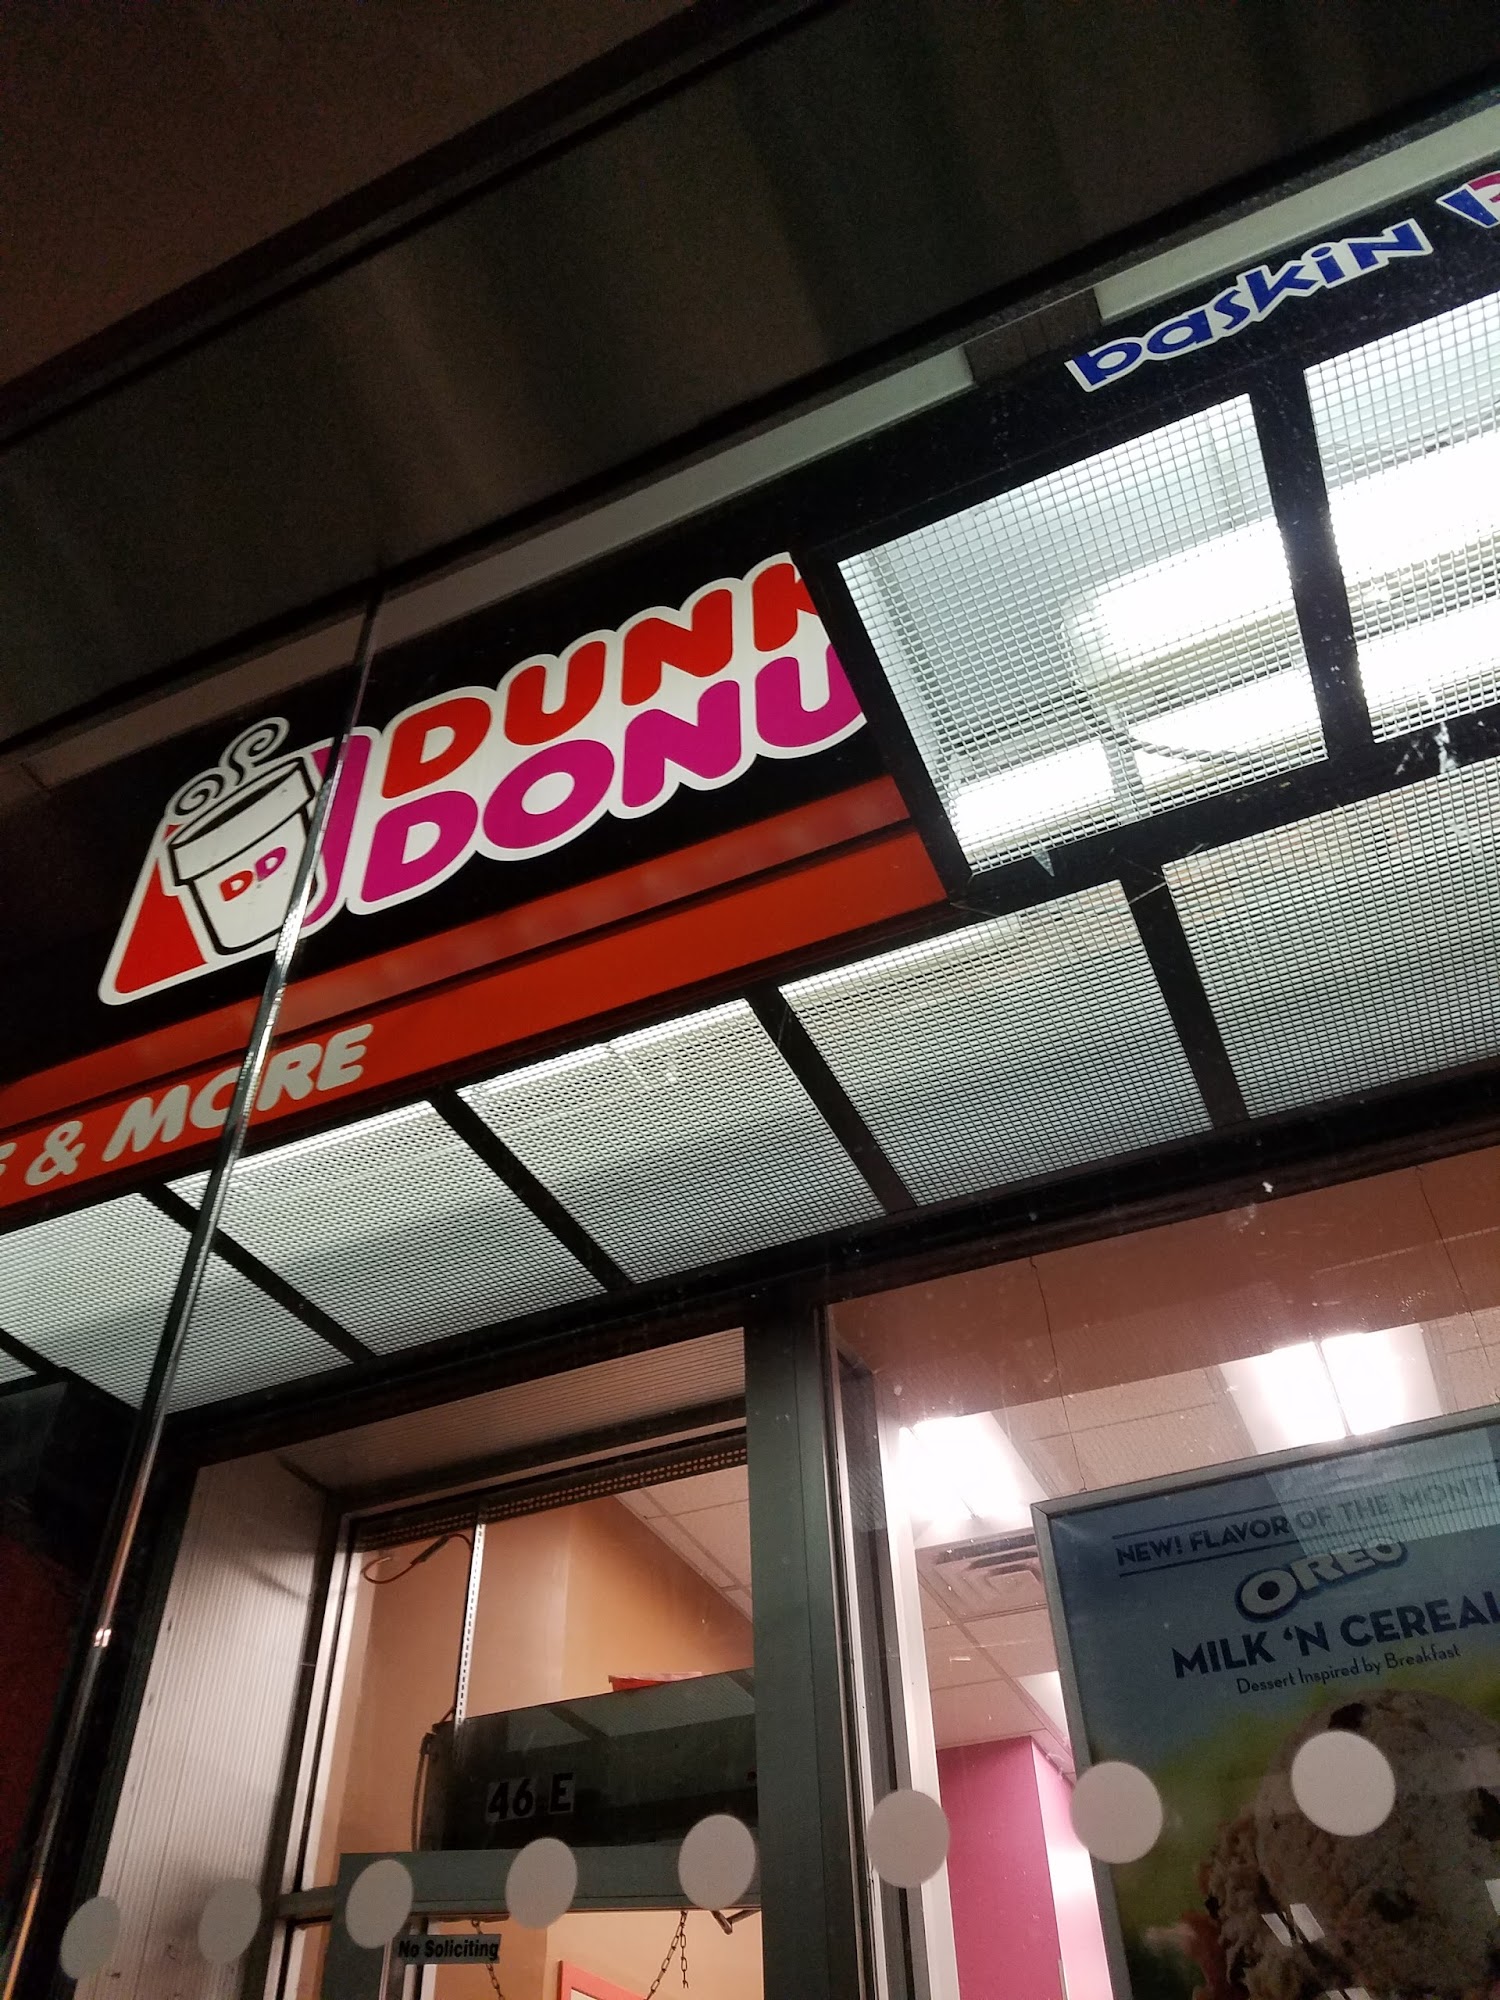 baskin
DUNK
DONU
DD
& MORE
NEW! FLAVOR OF THE MONT
OREO
MILK 'N CEREAL
Dessert Inspired by Breakfast
46 E
No Soliciting